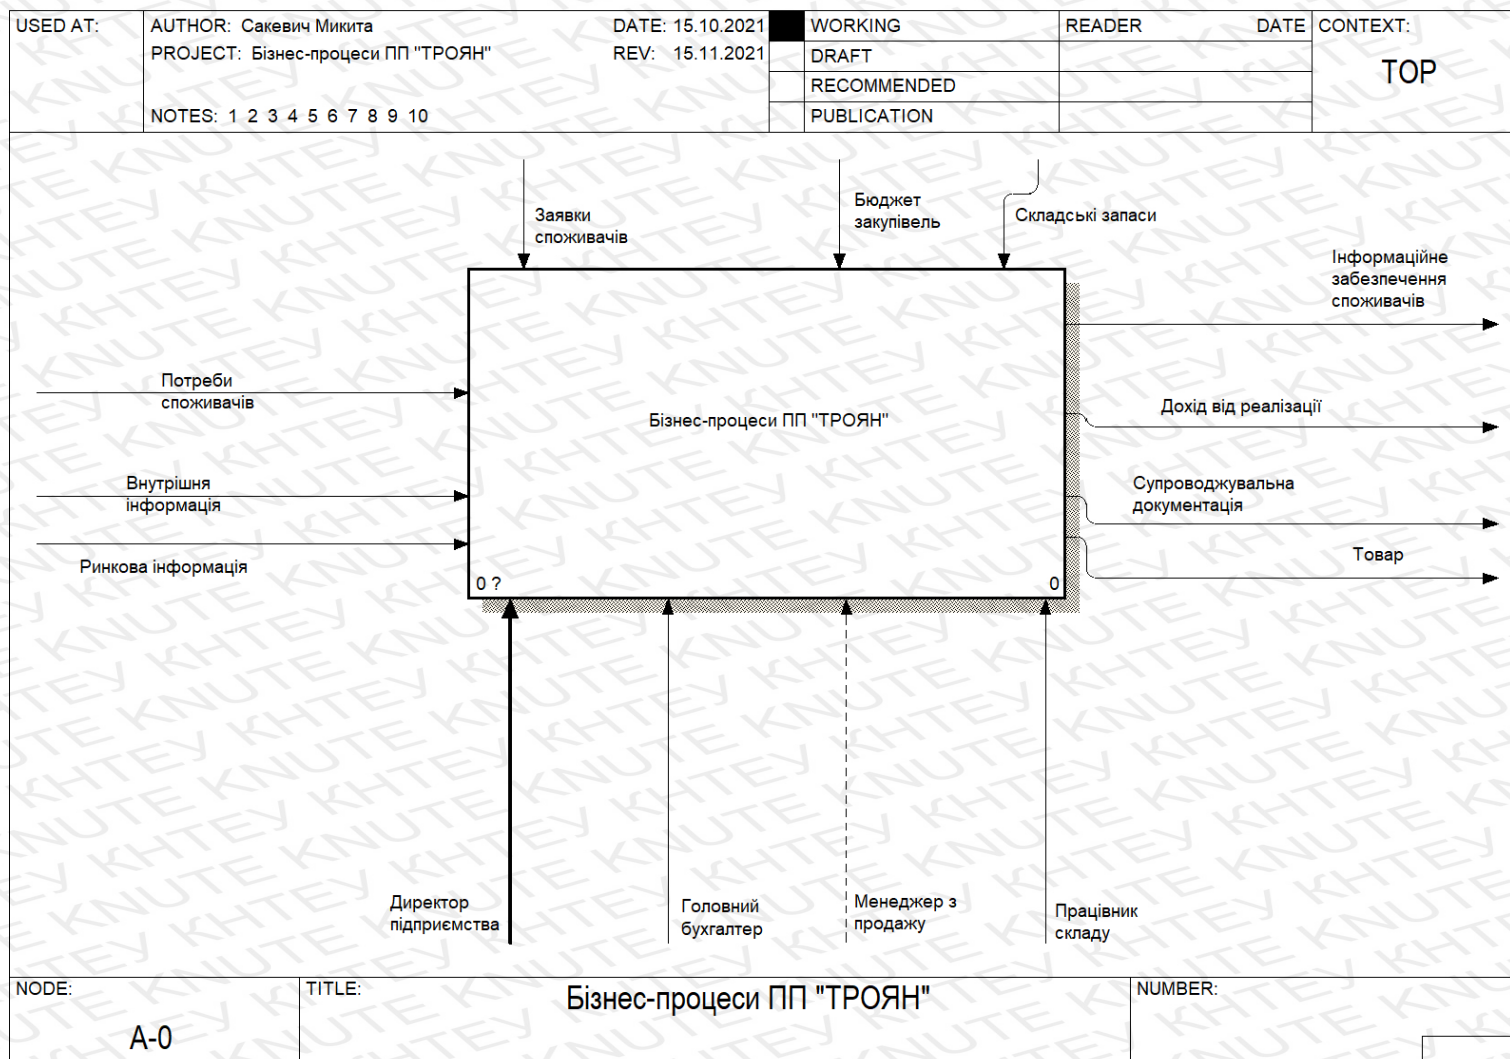 USED AT:
AUTHOR: Сакевич Микита
DATE: 15.10.2021
WORKING
READER
DATE
CONTEXT:
PROJECT: Бізнес-процеси ПП "ТРОЯН"
REV: 15.11.2021
DRAFT
TOP
RECOMMENDED
NOTES: 1 2 3 4 5 6 7 8 9 10
PUBLICATION
Заявки
споживачів
Бюджет
закупівель
Складські запаси
Інформаційне
забезпечення
споживачів
Потреби
споживачів
Бізнес-процеси ПП "ТРОЯН"
Дохід від реалізації
Внутрішня
інформація
Супроводжувальна
документація
Ринкова інформація
Товар
0 ?
0
Директор
підприємства
Головний
бухгалтер
Менеджер з
продажу
Працівник
складу
NODE:
A-0
TITLE:
Бізнес-процеси ПП "ТРОЯН"
NUMBER:
KNUTE KHTEY